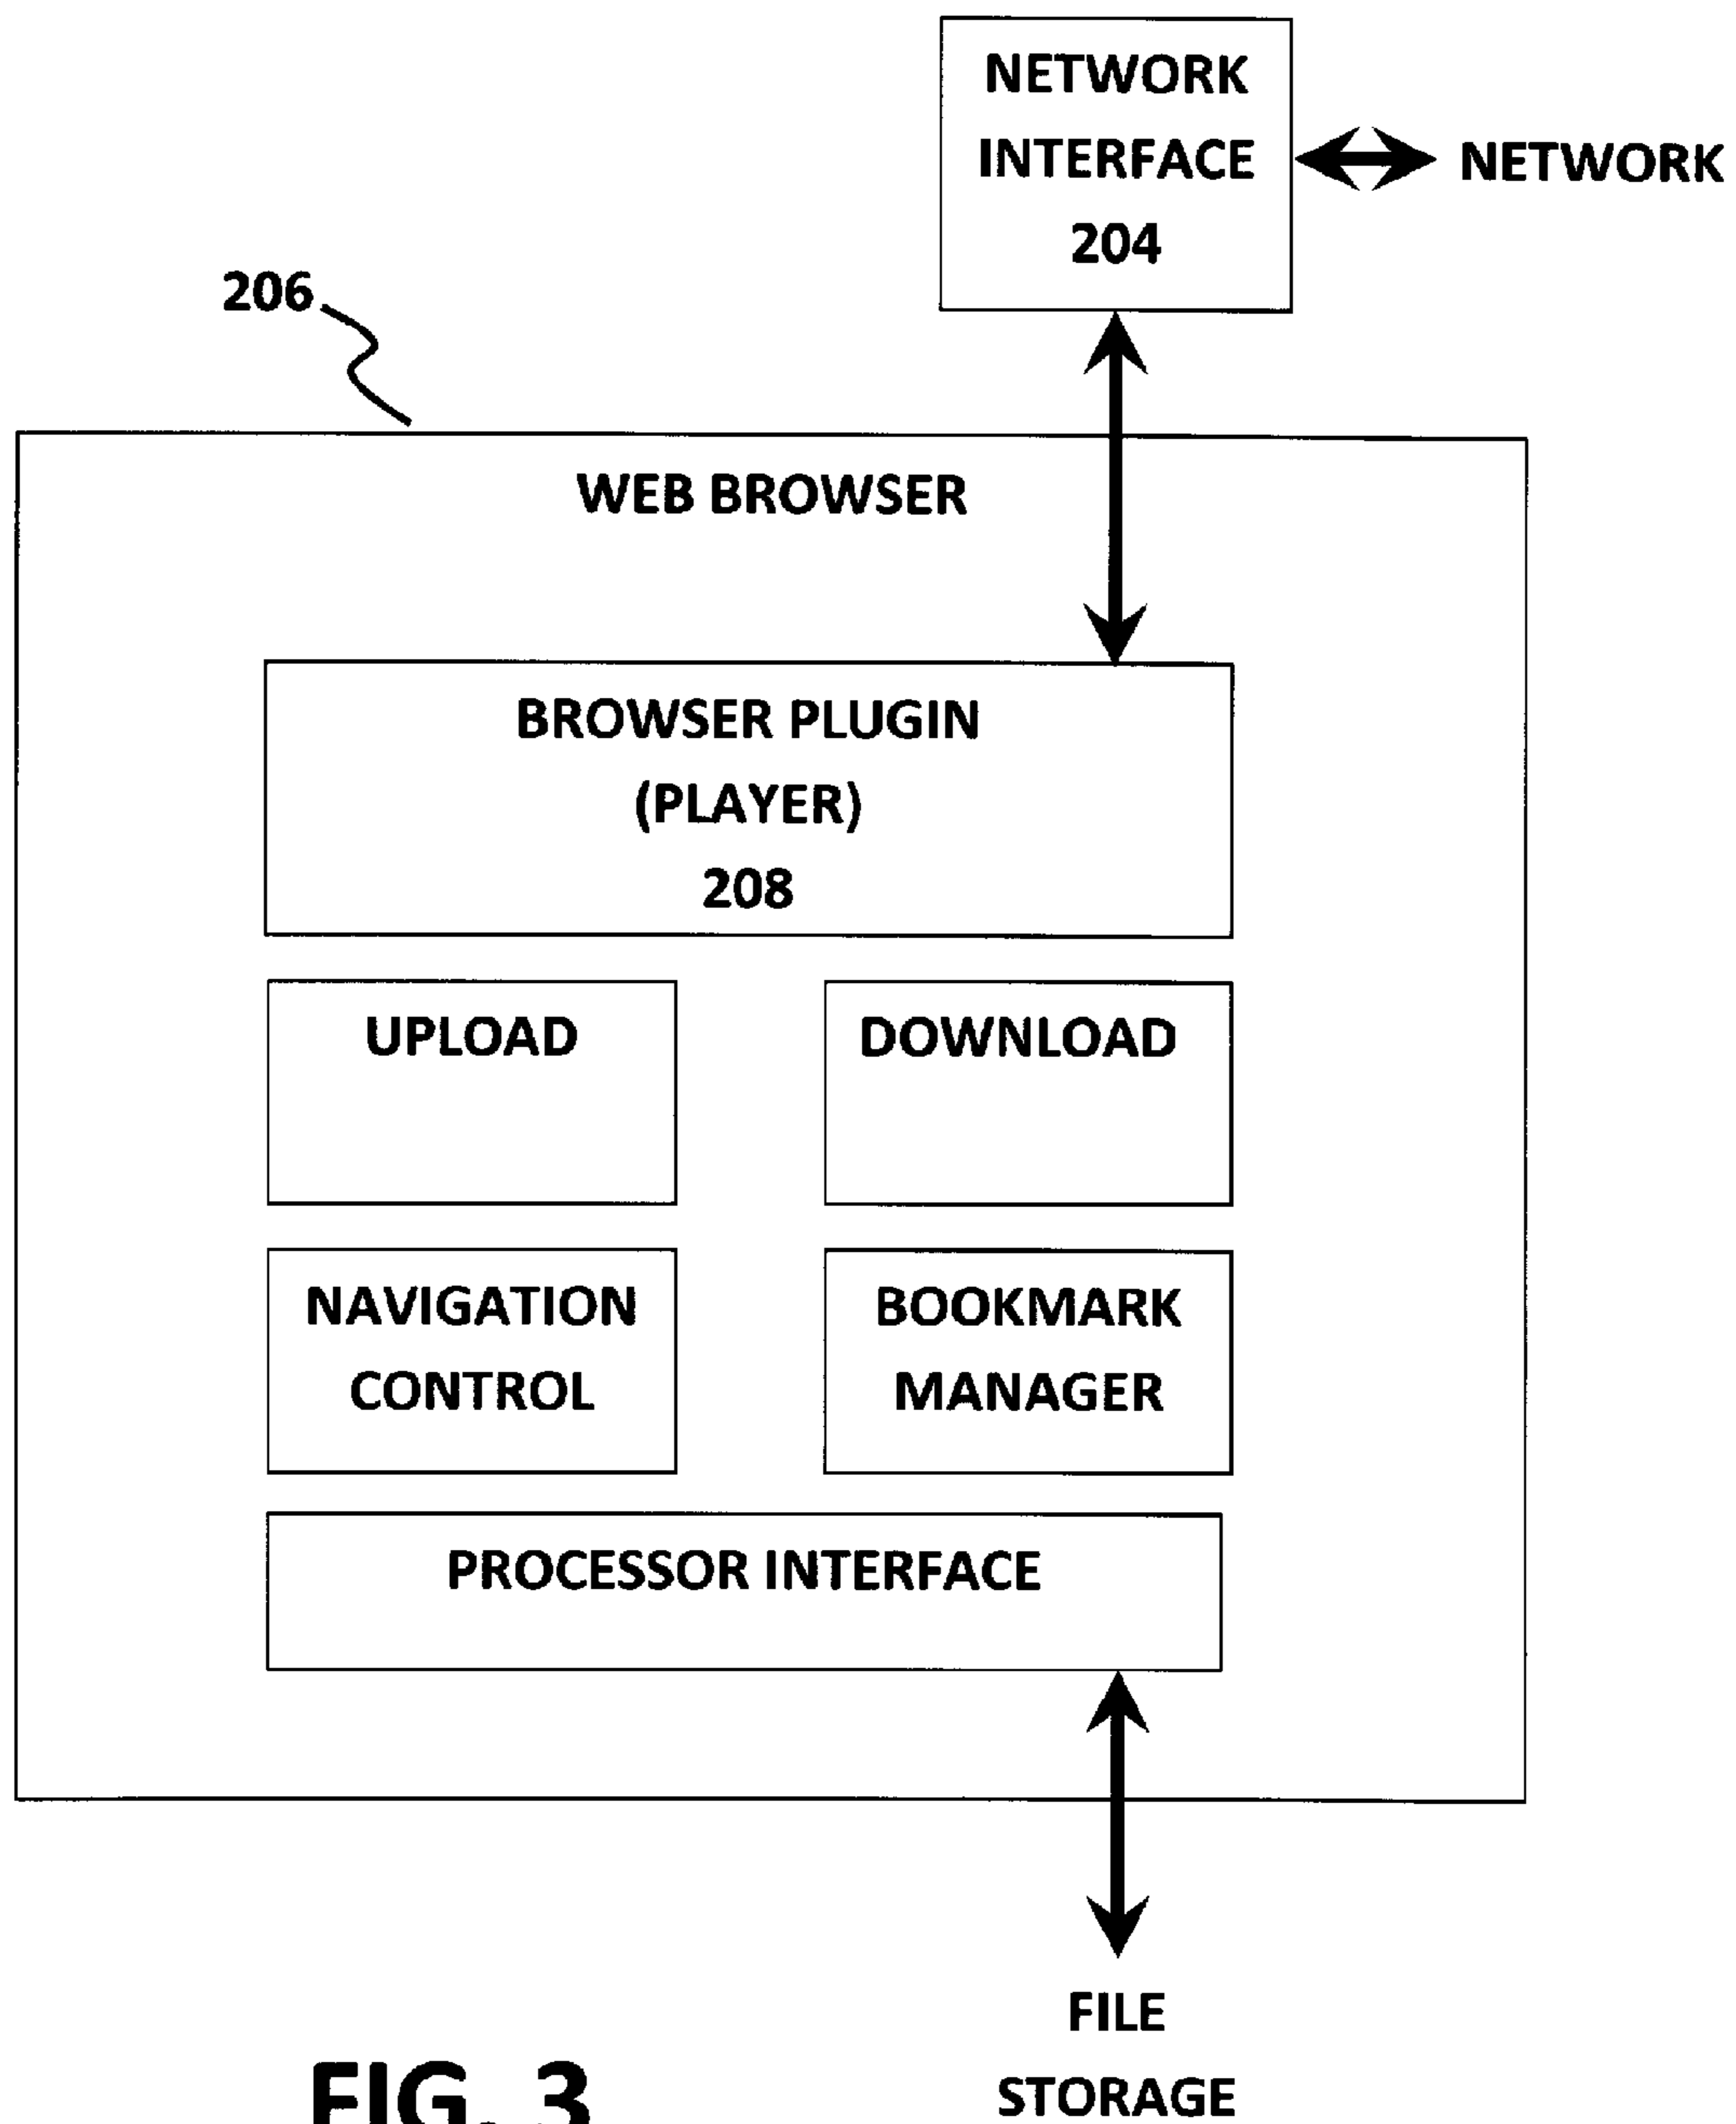 NETWORK
INTERFACE
204
NETWORK
206
WEB BROWSER
BROWSER PLUGIN
(PLAYER)
208
UPLOAD
DOWNLOAD
NAVIGATION
CONTROL
BOOKMARK
MANAGER
PROCESSOR INTERFACE
FILE
STORAGE
FIG. 3